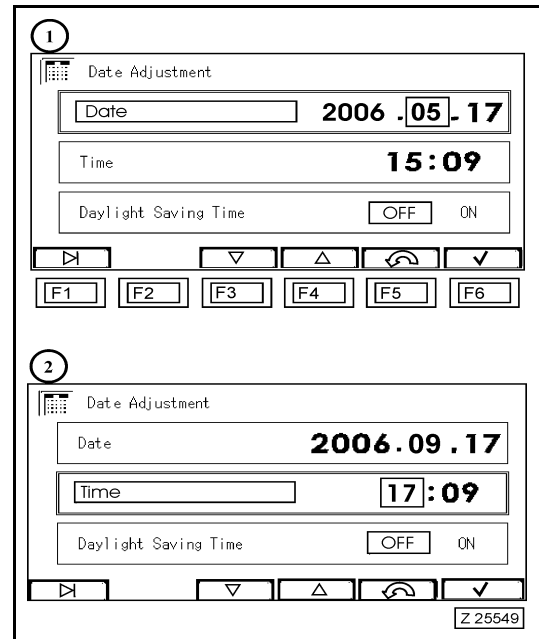 1
Date Adjustment
Date 2006 .05.17
Time 15:09
Daylight Saving Time OFF ON
F1 F2 F3 F4 F5 F6
2
Date Adjustment
Date 2006.09.17
Time 17:09
Daylight Saving Time OFF ON
Z 25549